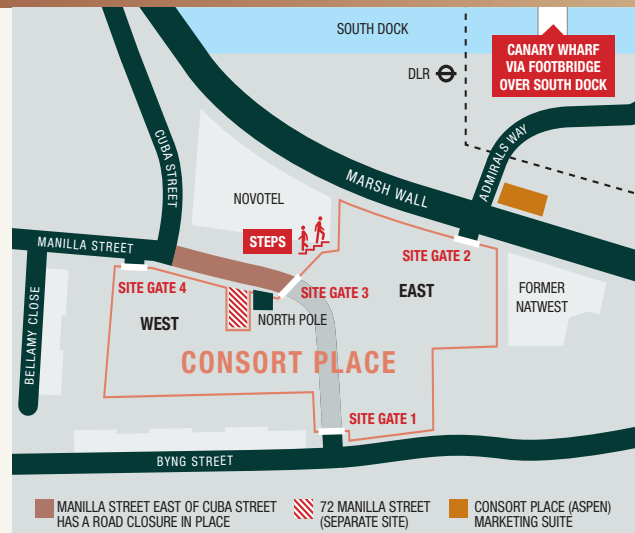 SOUTH DOCK
CANARY WHARF
VIA FOOTBRIDGE
OVER SOUTH DOCK
DLR
CUBA STREET
ADMIRALS WAY
MARSH WALL
NOVOTEL
STEPS
MANILLA STREET
SITE GATE 2
SITE GATE 4
SITE GATE 3
EAST
FORMER
NATWEST
WEST
NORTH POLE
BELLAMY CLOSE
CONSORT PLACE
SITE GATE 1
BYNG STREET
MANILLA STREET EAST OF CUBA STREET
HAS A ROAD CLOSURE IN PLACE
72 MANILLA STREET
(SEPARATE SITE)
CONSORT PLACE (ASPEN)
MARKETING SUITE